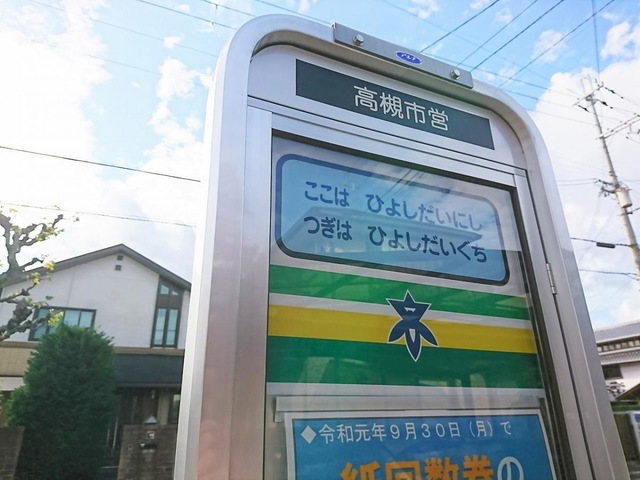 高槻市営
ここは ひよしだいにし
つぎは ひよしだいぐち
◆令和元年9月30日（月）で
紙回数券の